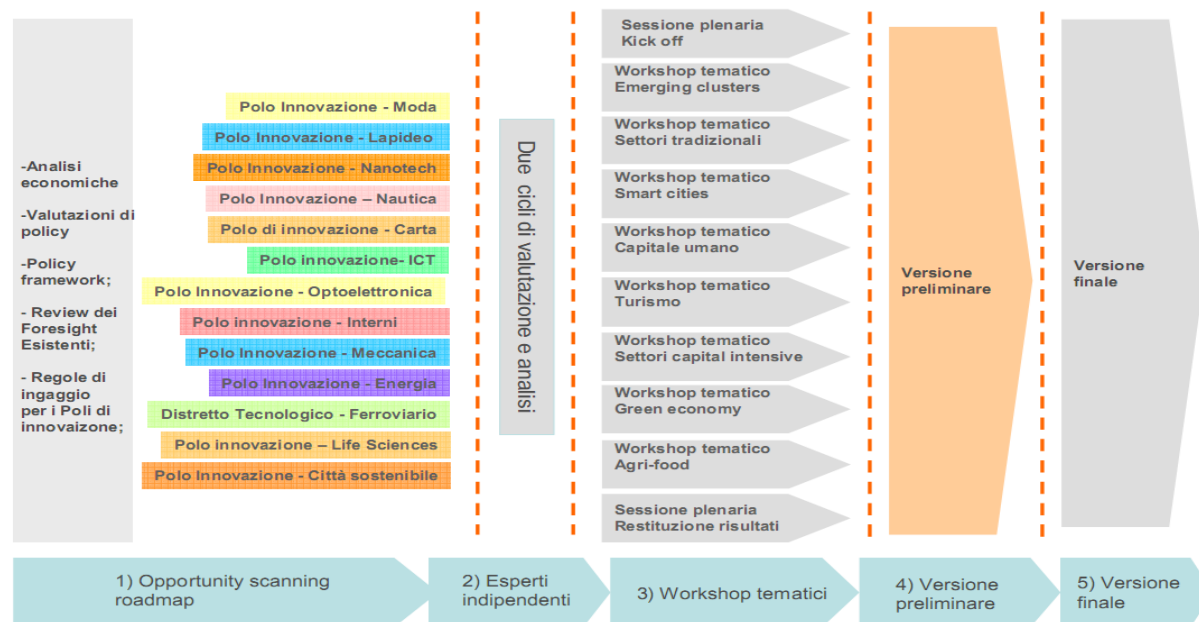 -Analisi
economiche
-Valutazioni di
policy
-Policy
framework;
- Review dei
Foresight
Esistenti;
- Regole di
ingaggio
per i Poli di
innovaizone;
Polo Innovazione - Moda
Polo Innovazione - Lapideo
Polo Innovazione - Nanotech
Polo Innovazione – Nautica
Polo di innovazione - Carta
Polo innovazione- ICT
Polo Innovazione - Optoelettronica
Polo innovazione - Interni
Polo Innovazione - Meccanica
Polo Innovazione - Energia
Distretto Tecnologico - Ferroviario
Polo innovazione – Life Sciences
Polo Innovazione - Città sostenibile
Due cicli di valutazione e analisi
Sessione plenaria
Kick off
Workshop tematico
Emerging clusters
Workshop tematico
Settori tradizionali
Workshop tematico
Smart cities
Workshop tematico
Capitale umano
Workshop tematico
Turismo
Workshop tematico
Settori capital intensive
Workshop tematico
Green economy
Workshop tematico
Agri-food
Sessione plenaria
Restituzione risultati
Versione
preliminare
Versione
finale
1) Opportunity scanning
roadmap
2) Esperti
indipendenti
3) Workshop tematici
4) Versione
preliminare
5) Versione
finale